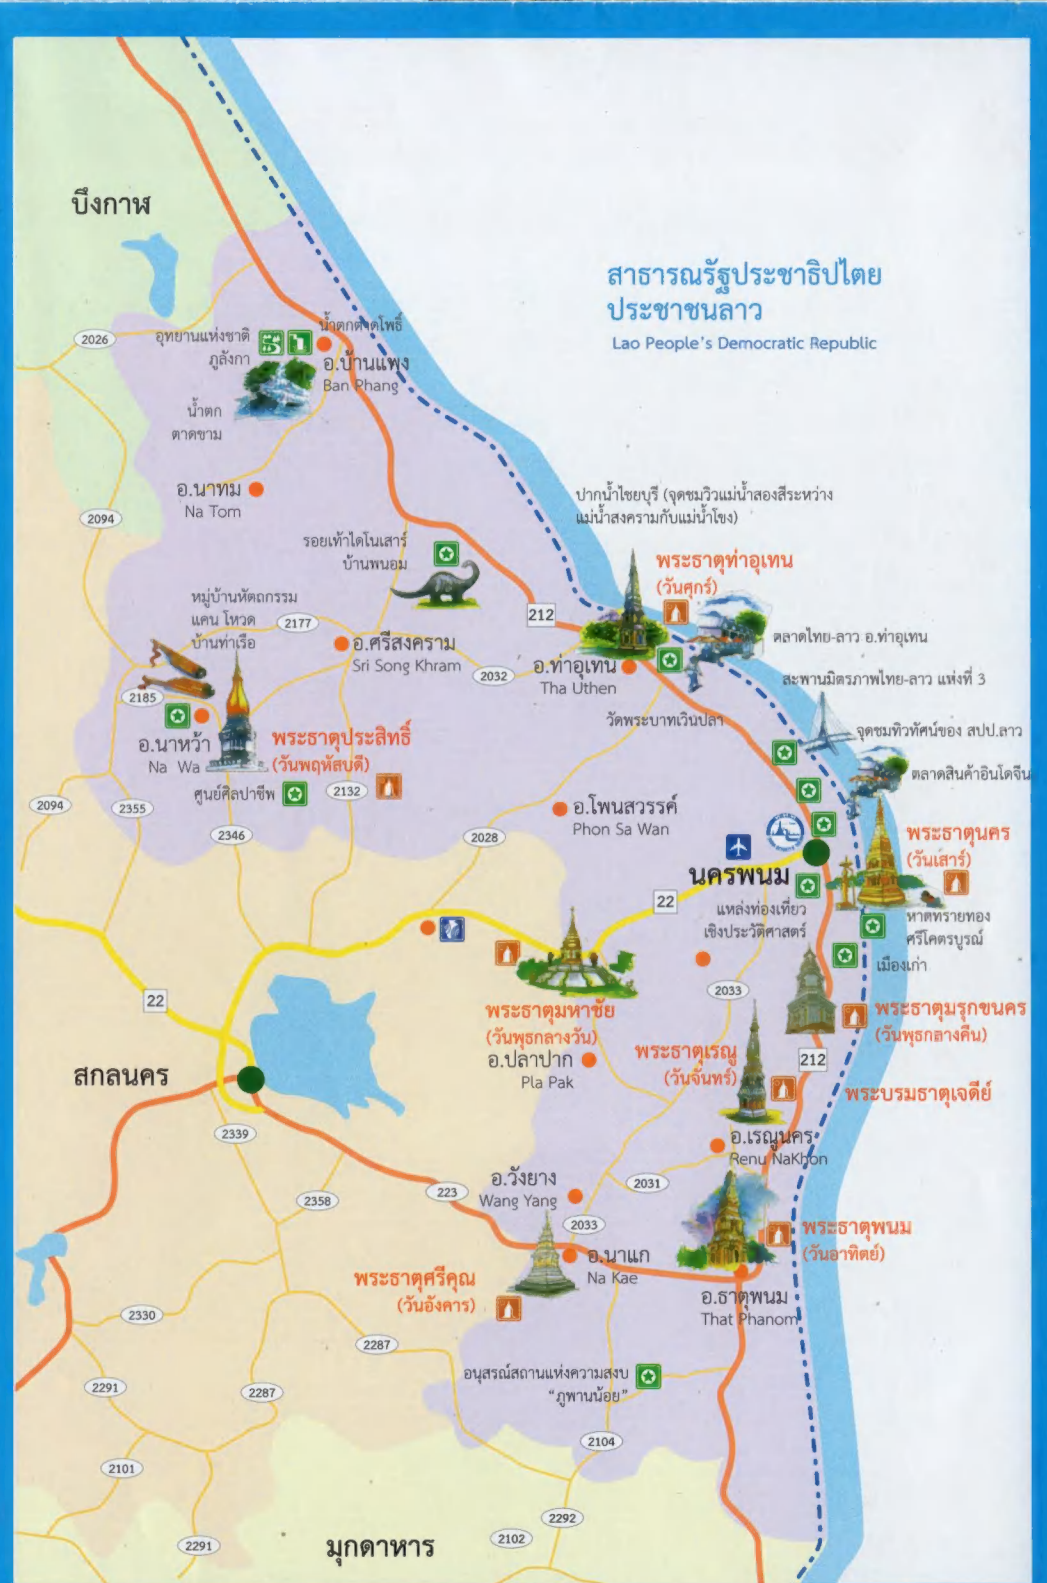 บึงกาฬ
สาธารณรัฐประชาธิปไตย
ประชาชนลาว
Lao People's Democratic Republic
2026
อุทยานแห่งชาติ
ภูลังกา
น้ำตกตาดโพธิ์
อ.บ้านแพง
Ban Phang
น้ำตก
ตาดขาม
อ.นาทม
Na Tom
2094
ปากน้ำไชยบุรี (จุดชมวิวแม่น้ำสองสีระหว่าง
แม่น้ำสงครามกับแม่น้ำโขง)
รอยเท้าไดโนเสาร์
บ้านพนอม
พระธาตุท่าอุเทน
(วันศุกร์)
หมู่บ้านหัตถกรรม
แคน โหวด
บ้านท่าเรือ
2177
212
อ.ศรีสงคราม
Sri Song Khram
2032
อ.ท่าอุเทน
Tha Uthen
ตลาดไทย-ลาว อ.ท่าอุเทน
สะพานมิตรภาพไทย-ลาว แห่งที่ 3
2185
วัดพระบาทเวินปลา
จุดชมทิวทัศน์ของ สปป.ลาว
อ.นาหว้า
Na Wa
พระธาตุประสิทธิ์
(วันพฤหัสบดี)
ตลาดสินค้าอินโดจีน
ศูนย์ศิลปาชีพ
2132
2094
2355
2346
อ.โพนสวรรค์
Phon Sa Wan
2028
พระธาตุนคร
(วันเสาร์)
นครพนม
22
แหล่งท่องเที่ยว
เชิงประวัติศาสตร์
หาดทรายทอง
ศรีโคตรบูรณ์
เมืองเก่า
2033
22
พระธาตุมหาชัย
(วันพุธกลางวัน)
พระธาตุมรุกขนคร
(วันพุธกลางคืน)
อ.ปลาปาก
Pla Pak
พระธาตุเรณู
(วันจันทร์)
212
สกลนคร
พระบรมธาตุเจดีย์
2339
อ.เรณูนคร
Renu NaKhon
อ.วังยาง
Wang Yang
2031
223
2358
2033
พระธาตุพนม
(วันอาทิตย์)
อ.นาแก
Na Kae
พระธาตุศรีคุณ
(วันอังคาร)
อ.ธาตุพนม
That Phanom
2330
2287
อนุสรณ์สถานแห่งความสงบ
"ภูพานน้อย"
2291
2287
2104
2101
2292
2102
2291
มุกดาหาร